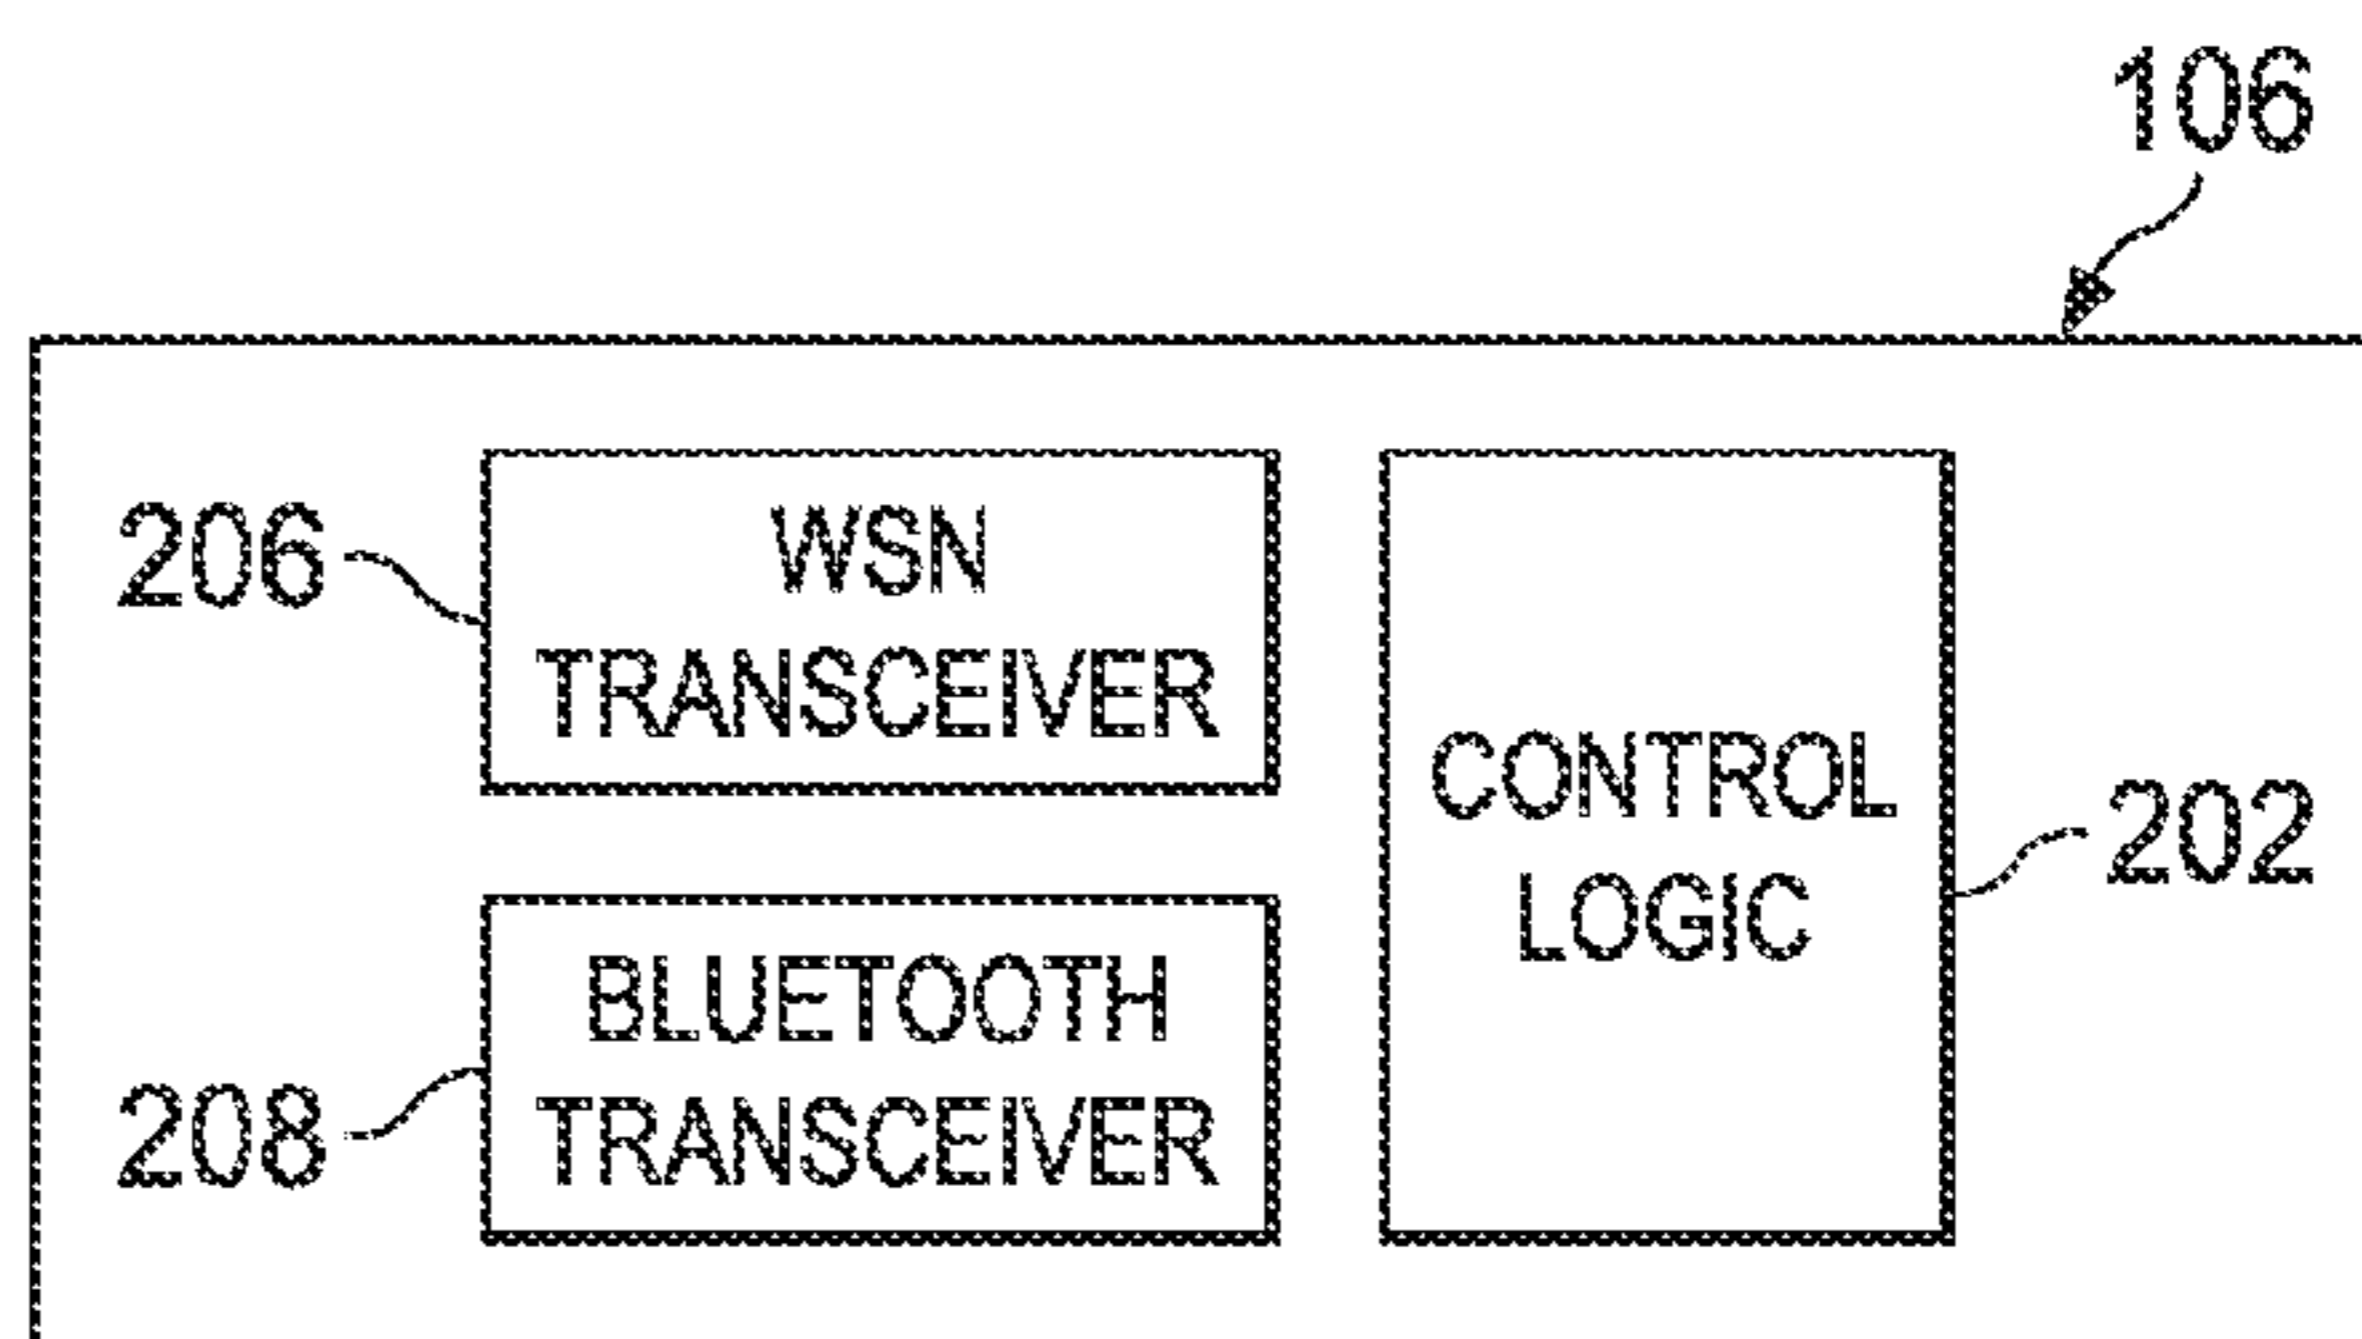 106
206
WSN
TRANSCEIVER
CONTROL
LOGIC
202
BLUETOOTH
TRANSCEIVER
208